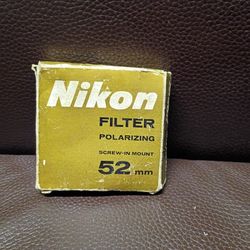 Nikon
FILTER
POLARIZING
SCREW-IN MOUNT
52 mm